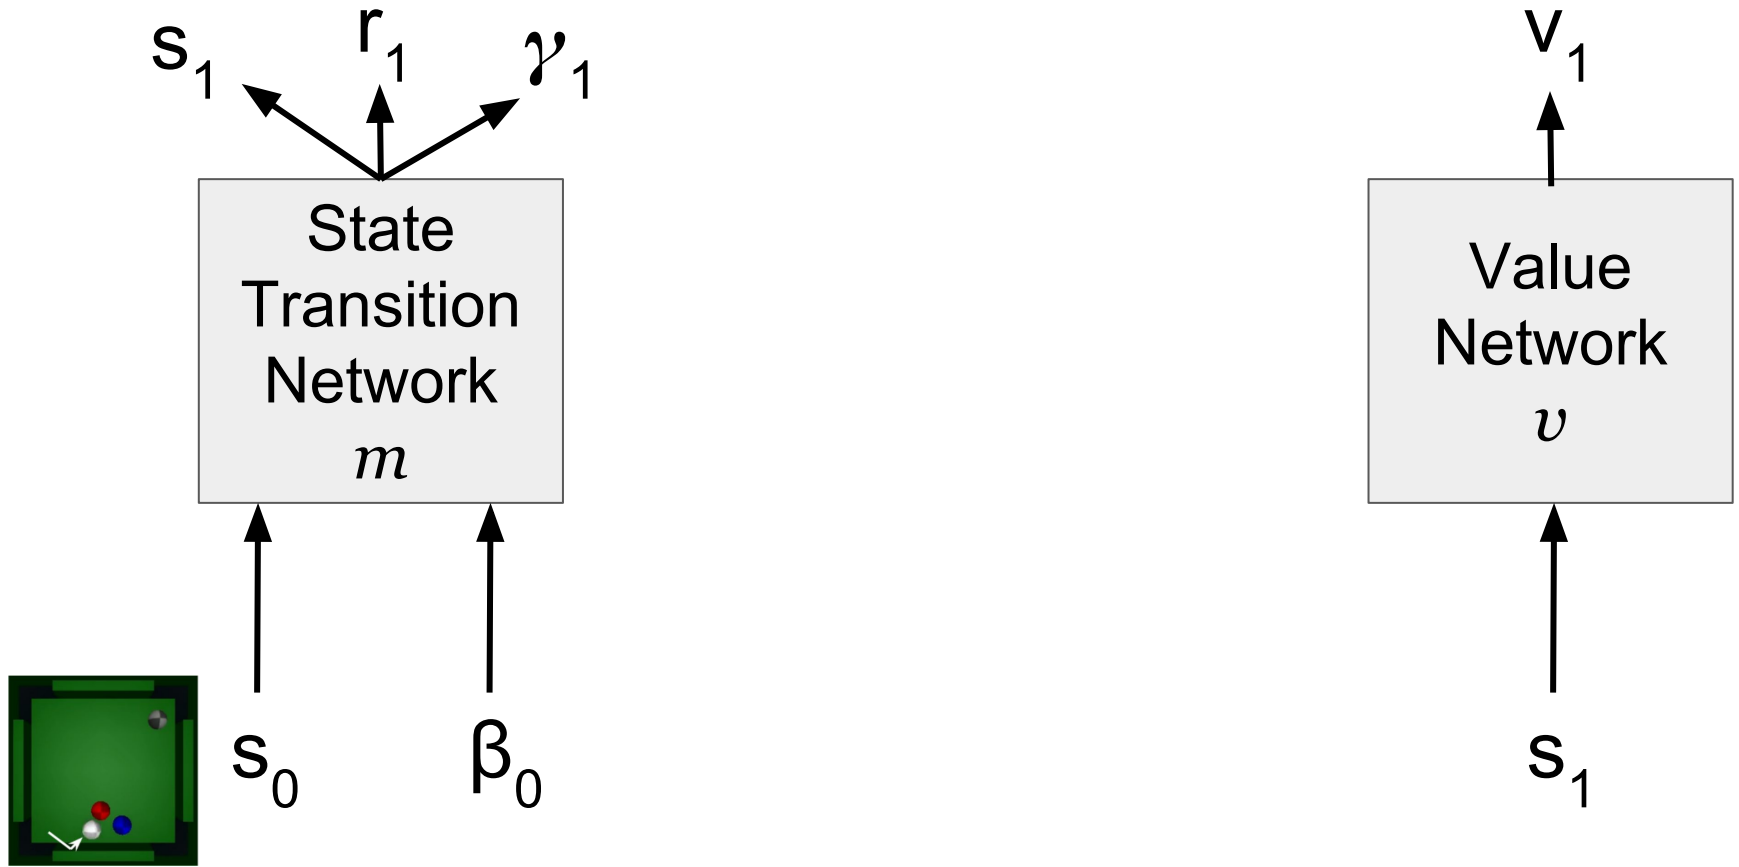 s₁ r₁ γ₁
State
Transition
Network
m
s₀ β₀
v₁
Value
Network
v
s₁